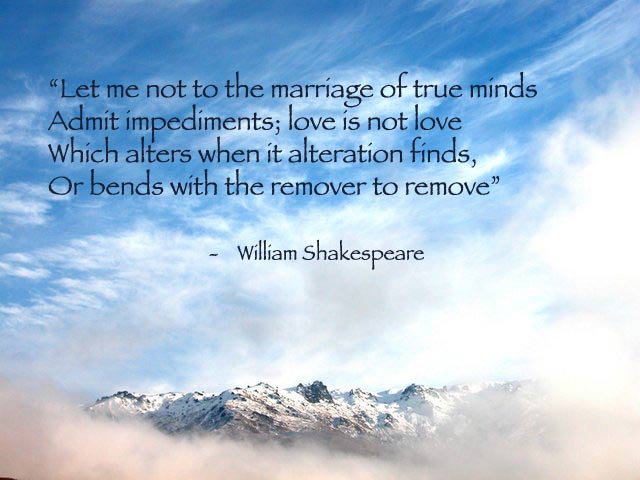 “Let me not to the marriage of true minds
Admit impediments; love is not love
Which alters when it alteration finds,
Or bends with the remover to remove”
- William Shakespeare